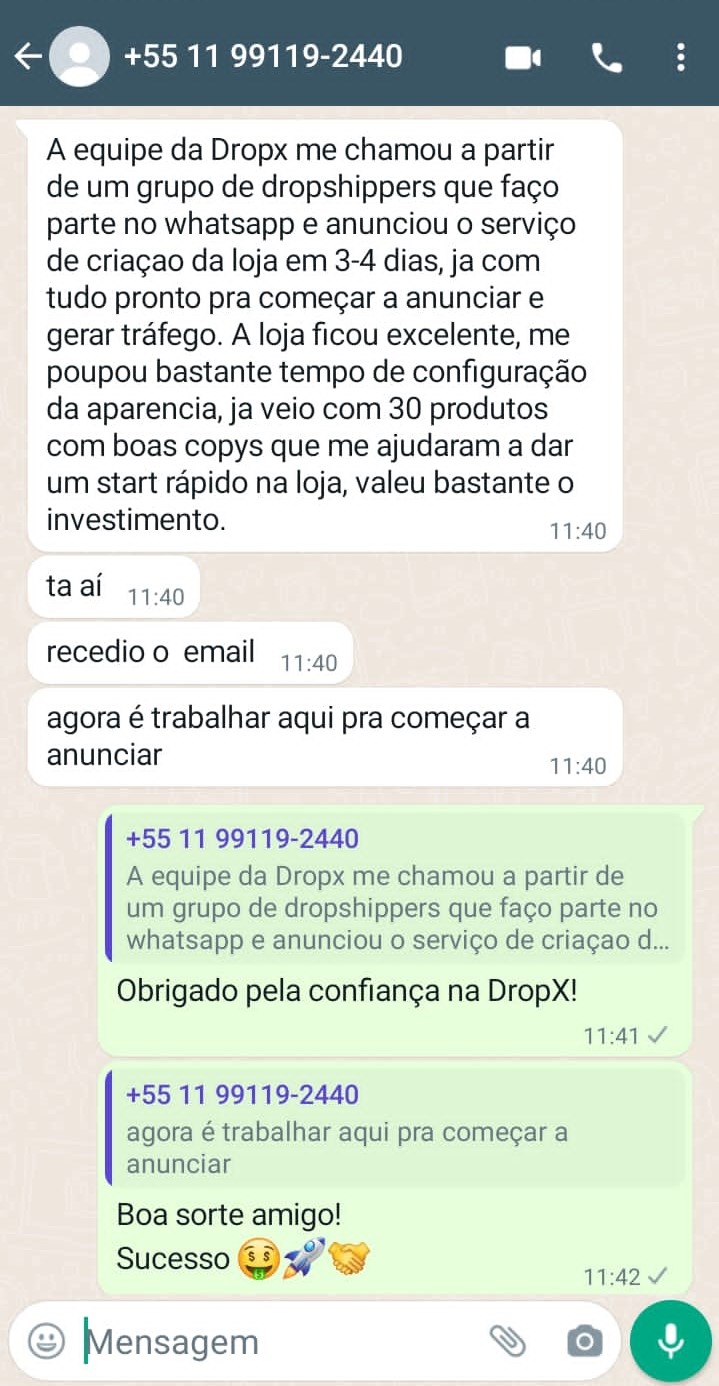 +55 11 99119-2440
A equipe da Dropx me chamou a partir
de um grupo de dropshippers que faço
parte no whatsapp e anunciou o serviço
de criaçao da loja em 3-4 dias, ja com
tudo pronto pra começar a anunciar e
gerar tráfego. A loja ficou excelente, me
poupou bastante tempo de configuração
da aparencia, ja veio com 30 produtos
com boas copys que me ajudaram a dar
um start rápido na loja, valeu bastante o
investimento.
11:40
ta aí 11:40
recedio o email 11:40
agora é trabalhar aqui pra começar a
anunciar
11:40
+55 11 99119-2440
A equipe da Dropx me chamou a partir de
um grupo de dropshippers que faço parte no
whatsapp e anunciou o serviço de criaçao d...
Obrigado pela confiança na DropX!
11:41
+55 11 99119-2440
agora é trabalhar aqui pra começar a
anunciar
Boa sorte amigo!
Sucesso 🤑🚀🤝
11:42
Mensagem